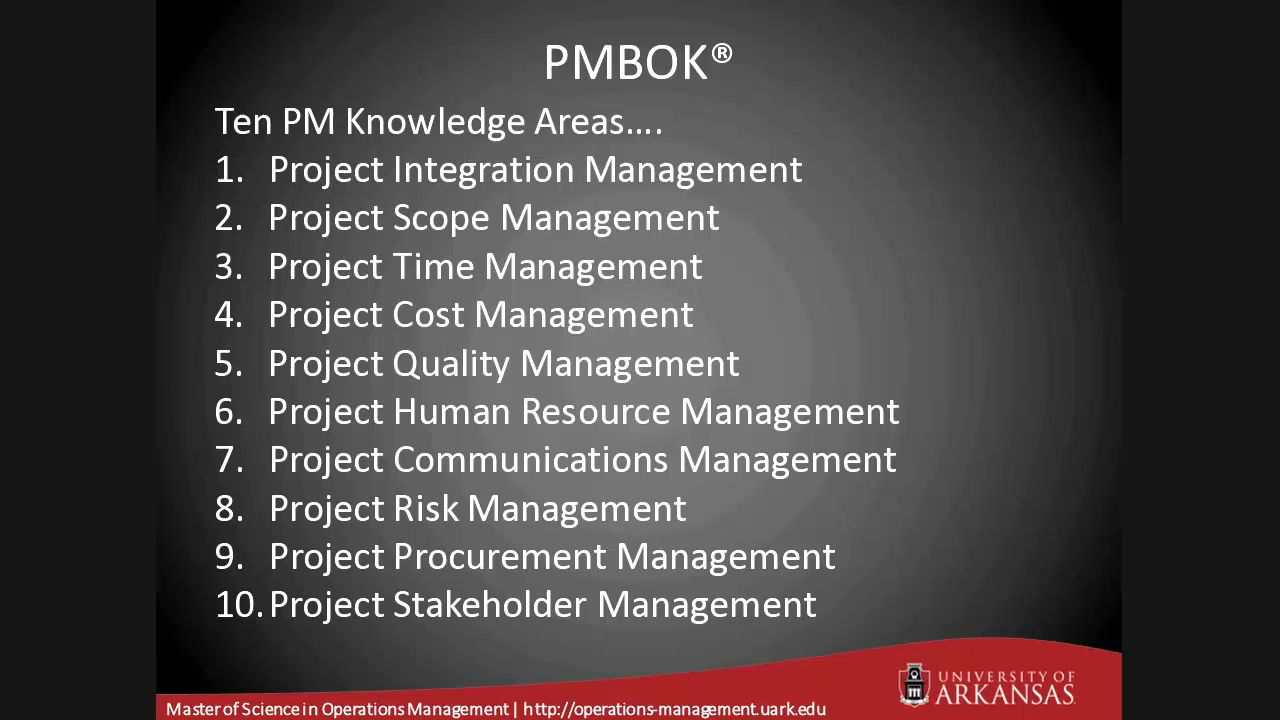 PMBOK®
Ten PM Knowledge Areas....
1. Project Integration Management
2. Project Scope Management
3. Project Time Management
4. Project Cost Management
5. Project Quality Management
6. Project Human Resource Management
7. Project Communications Management
8. Project Risk Management
9. Project Procurement Management
10. Project Stakeholder Management
UNIVERSITY OF
ARKANSAS
Master of Science in Operations Management | http://operations-management.uark.edu